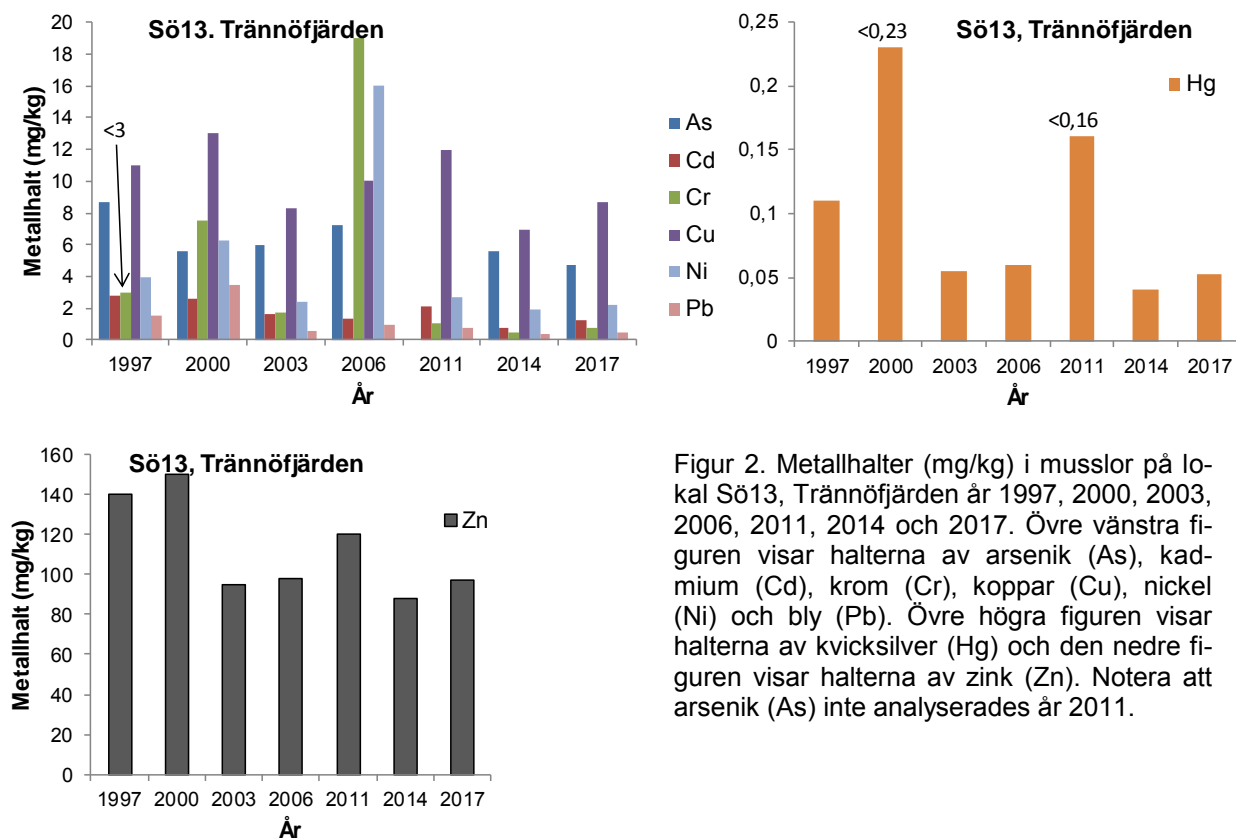 Sö13. Trännöfjärden
Metallhalt (mg/kg)
20
18
16
14
12
10
8
6
4
2
0
<3
1997 2000 2003 2006 2011 2014 2017
År
As
Cd
Cr
Cu
Ni
Pb
Sö13, Trännöfjärden
0,25
0,2
0,15
0,1
0,05
0
<0,23
<0,16
Hg
1997 2000 2003 2006 2011 2014 2017
År
Sö13, Trännöfjärden
Metallhalt (mg/kg)
160
140
120
100
80
60
40
20
0
Zn
1997 2000 2003 2006 2011 2014 2017
År
Figur 2. Metallhalter (mg/kg) i musslor på lo-
kal Sö13, Trännöfjärden år 1997, 2000, 2003,
2006, 2011, 2014 och 2017. Övre vänstra fi-
guren visar halterna av arsenik (As), kad-
mium (Cd), krom (Cr), koppar (Cu), nickel
(Ni) och bly (Pb). Övre högra figuren visar
halterna av kvicksilver (Hg) och den nedre fi-
guren visar halterna av zink (Zn). Notera att
arsenik (As) inte analyserades år 2011.